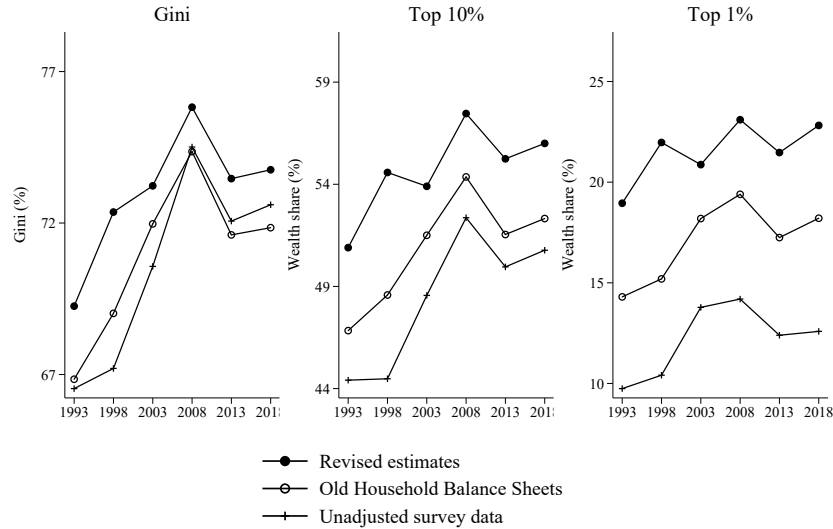 Gini
Top 10%
Top 1%
Gini (%)
77
72
67
1993 1998 2003 2008 2013 2018
Wealth share (%)
59
54
49
44
1993 1998 2003 2008 2013 2018
Wealth share (%)
25
20
15
10
1993 1998 2003 2008 2013 2018
Revised estimates
Old Household Balance Sheets
Unadjusted survey data